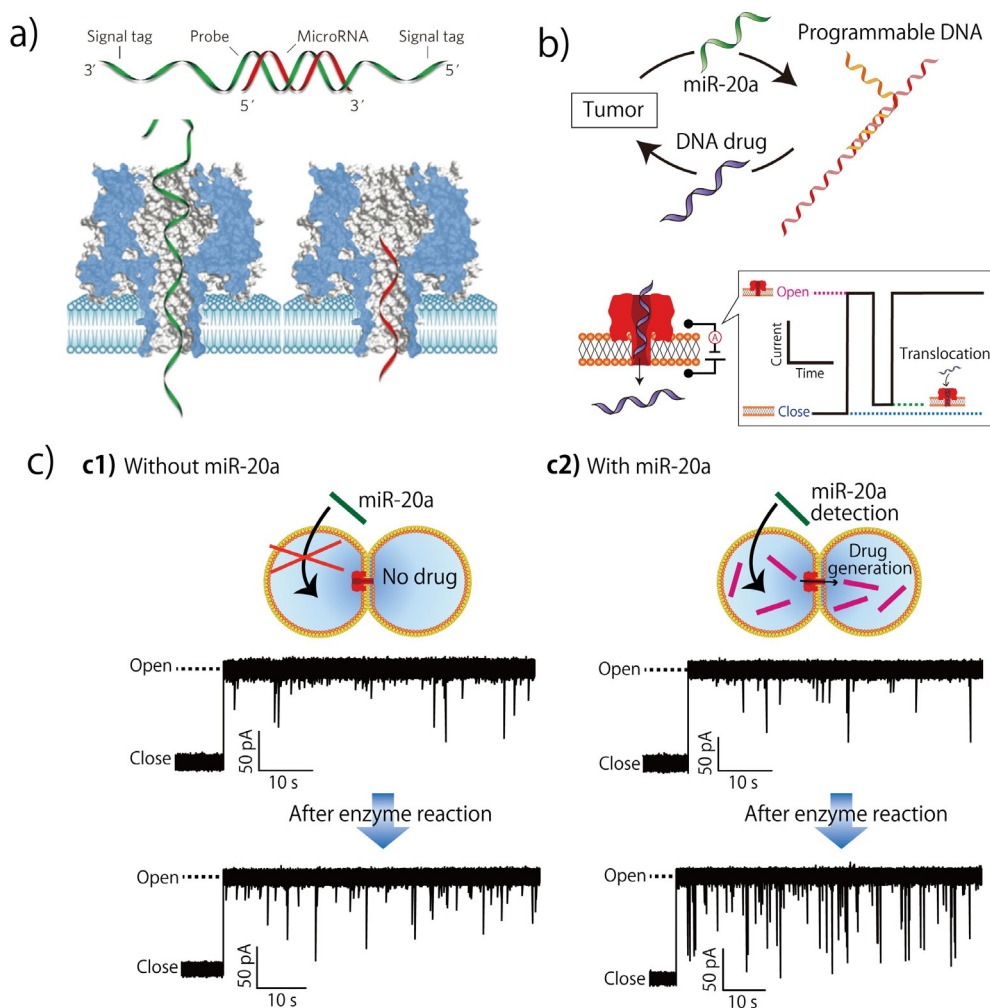 a)
Signal tag
Probe
MicroRNA
Signal tag
3′
5′
5′
3′
b)
miR-20a
Programmable DNA
Tumor
DNA drug
A
Open
Current
Time
Translocation
Close
c)
c1) Without miR-20a
miR-20a
No drug
Open
Close
50 pA
10 s
After enzyme reaction
Open
Close
50 pA
10 s
c2) With miR-20a
miR-20a
detection
Drug
generation
Open
Close
50 pA
10 s
After enzyme reaction
Open
Close
50 pA
10 s